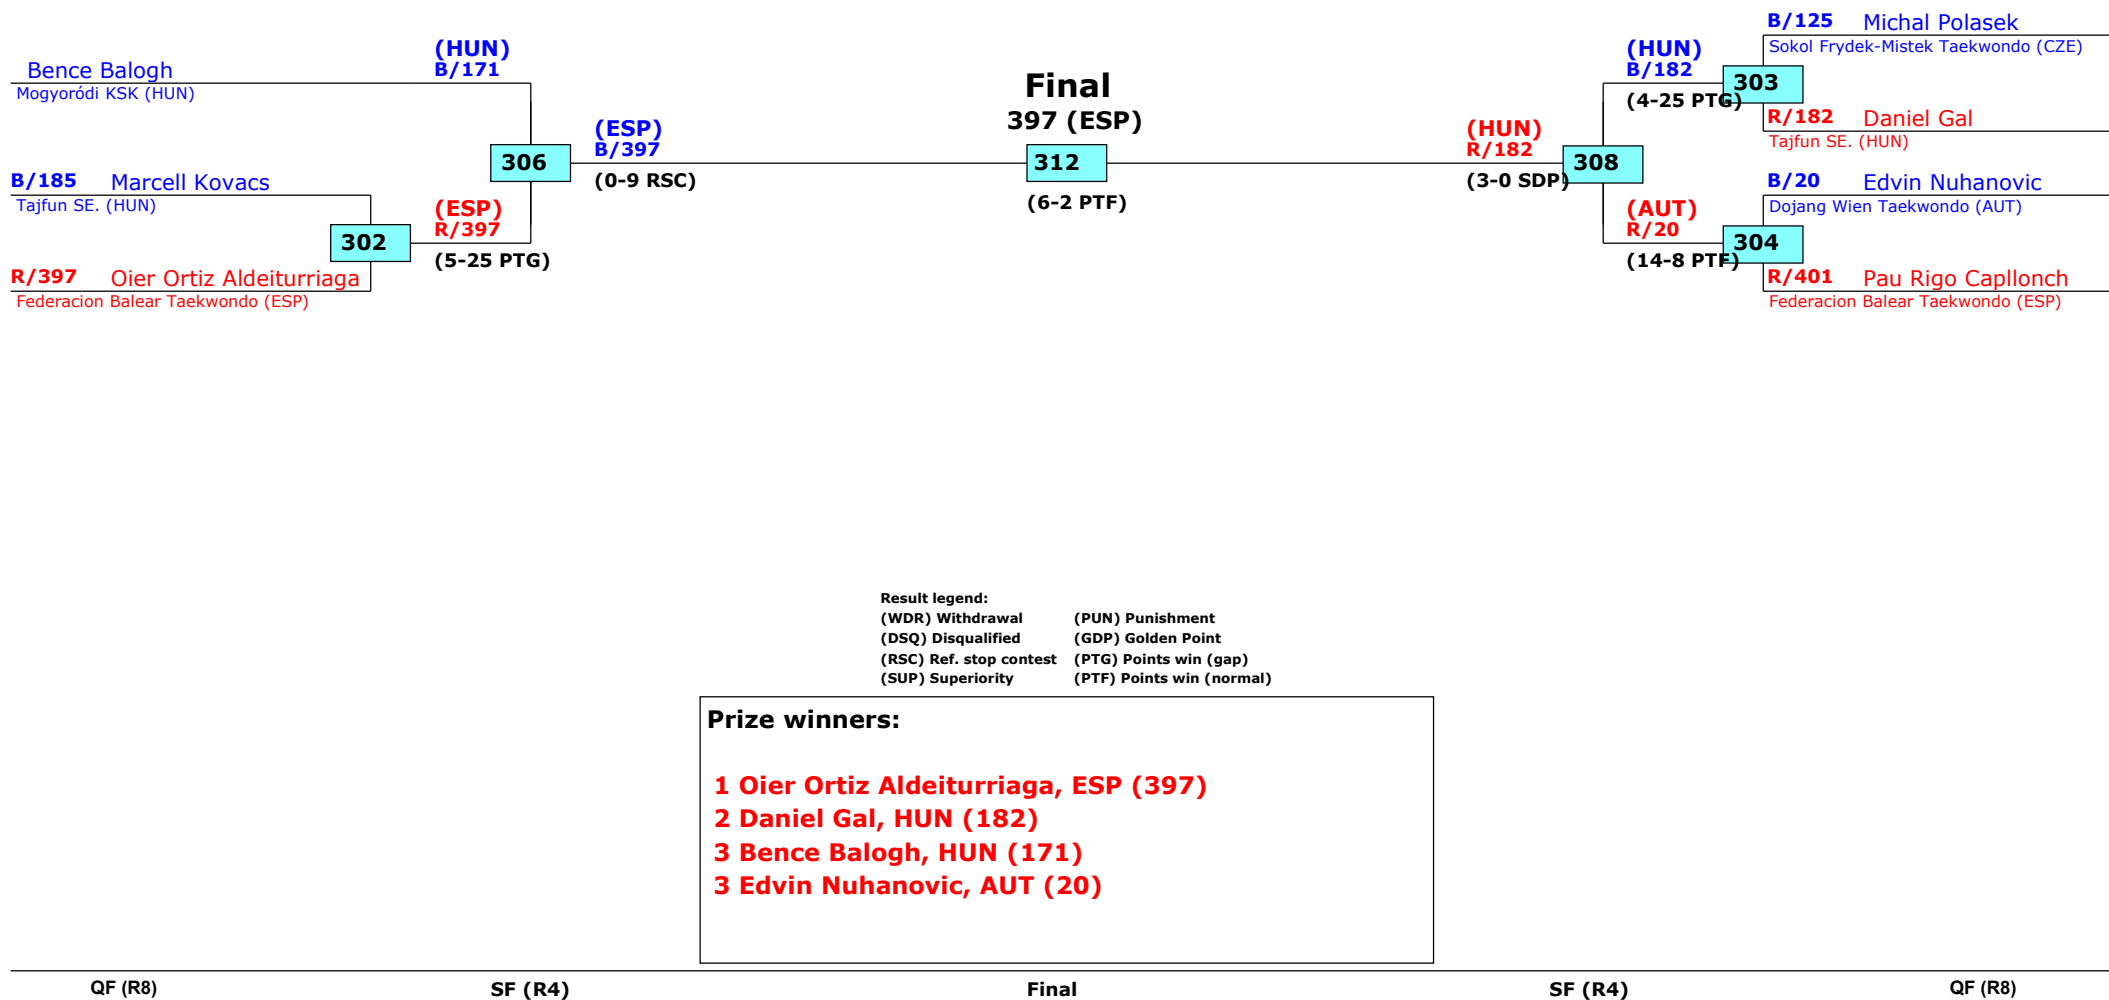 Bence Balogh
Mogyoródi KSK (HUN)
(HUN)
B/171
B/185 Marcell Kovacs
Tajfun SE. (HUN)
302
R/397 Oier Ortiz Aldeiturriaga
Federacion Balear Taekwondo (ESP)
(ESP)
R/397
(5-25 PTG)
306
(ESP)
B/397
(0-9 RSC)
Final
397 (ESP)
312
(6-2 PTF)
(HUN)
R/182
(3-0 SDP)
308
(HUN)
B/182
(4-25 PTG)
303
B/125 Michal Polasek
Sokol Frydek-Mistek Taekwondo (CZE)
R/182 Daniel Gal
Tajfun SE. (HUN)
(AUT)
R/20
(14-8 PTF)
304
B/20 Edvin Nuhanovic
Dojang Wien Taekwondo (AUT)
R/401 Pau Rigo Capllonch
Federacion Balear Taekwondo (ESP)
Result legend:
(WDR) Withdrawal (PUN) Punishment
(DSQ) Disqualified (GDP) Golden Point
(RSC) Ref. stop contest (PTG) Points win (gap)
(SUP) Superiority (PTF) Points win (normal)
Prize winners:
1 Oier Ortiz Aldeiturriaga, ESP (397)
2 Daniel Gal, HUN (182)
3 Bence Balogh, HUN (171)
3 Edvin Nuhanovic, AUT (20)
QF (R8) SF (R4) Final SF (R4) QF (R8)